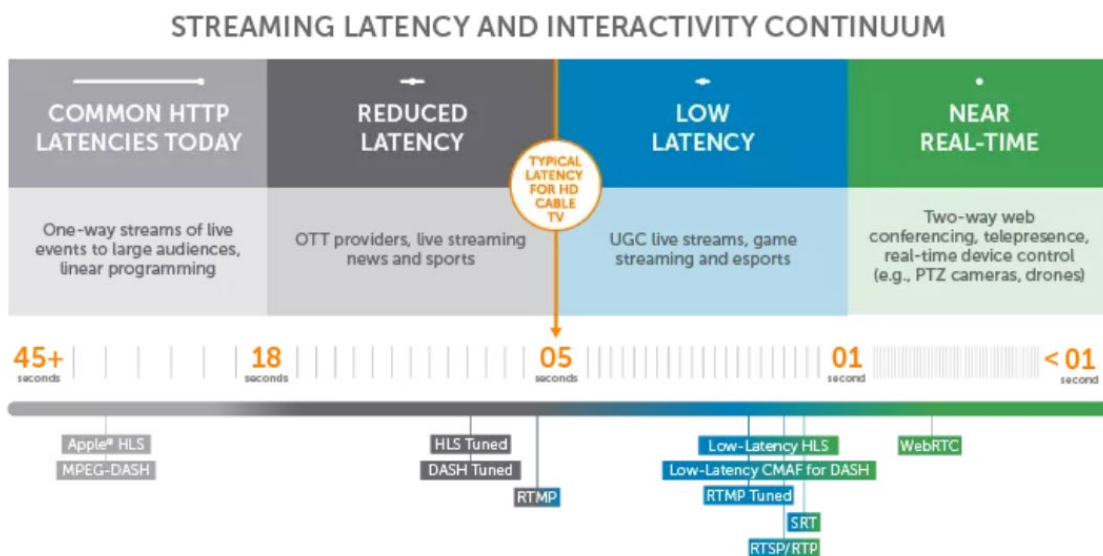 STREAMING LATENCY AND INTERACTIVITY CONTINUUM
COMMON HTTP
LATENCIES TODAY
REDUCED
LATENCY
LOW
LATENCY
NEAR
REAL-TIME
TYPICAL
LATENCY
FOR HD
CABLE
TV
One-way streams of live
events to large audiences,
linear programming
OTT providers, live streaming
news and sports
UGC live streams, game
streaming and esports
Two-way web
conferencing, telepresence,
real-time device control
(e.g., PTZ cameras, drones)
45+
seconds
18
seconds
05
seconds
01
second
< 01
second
Apple® HLS
MPEG-DASH
HLS Tuned
DASH Tuned
RTMP
Low-Latency HLS
Low-Latency CMAF for DASH
RTMP Tuned
SRT
RTSP/RTP
WebRTC